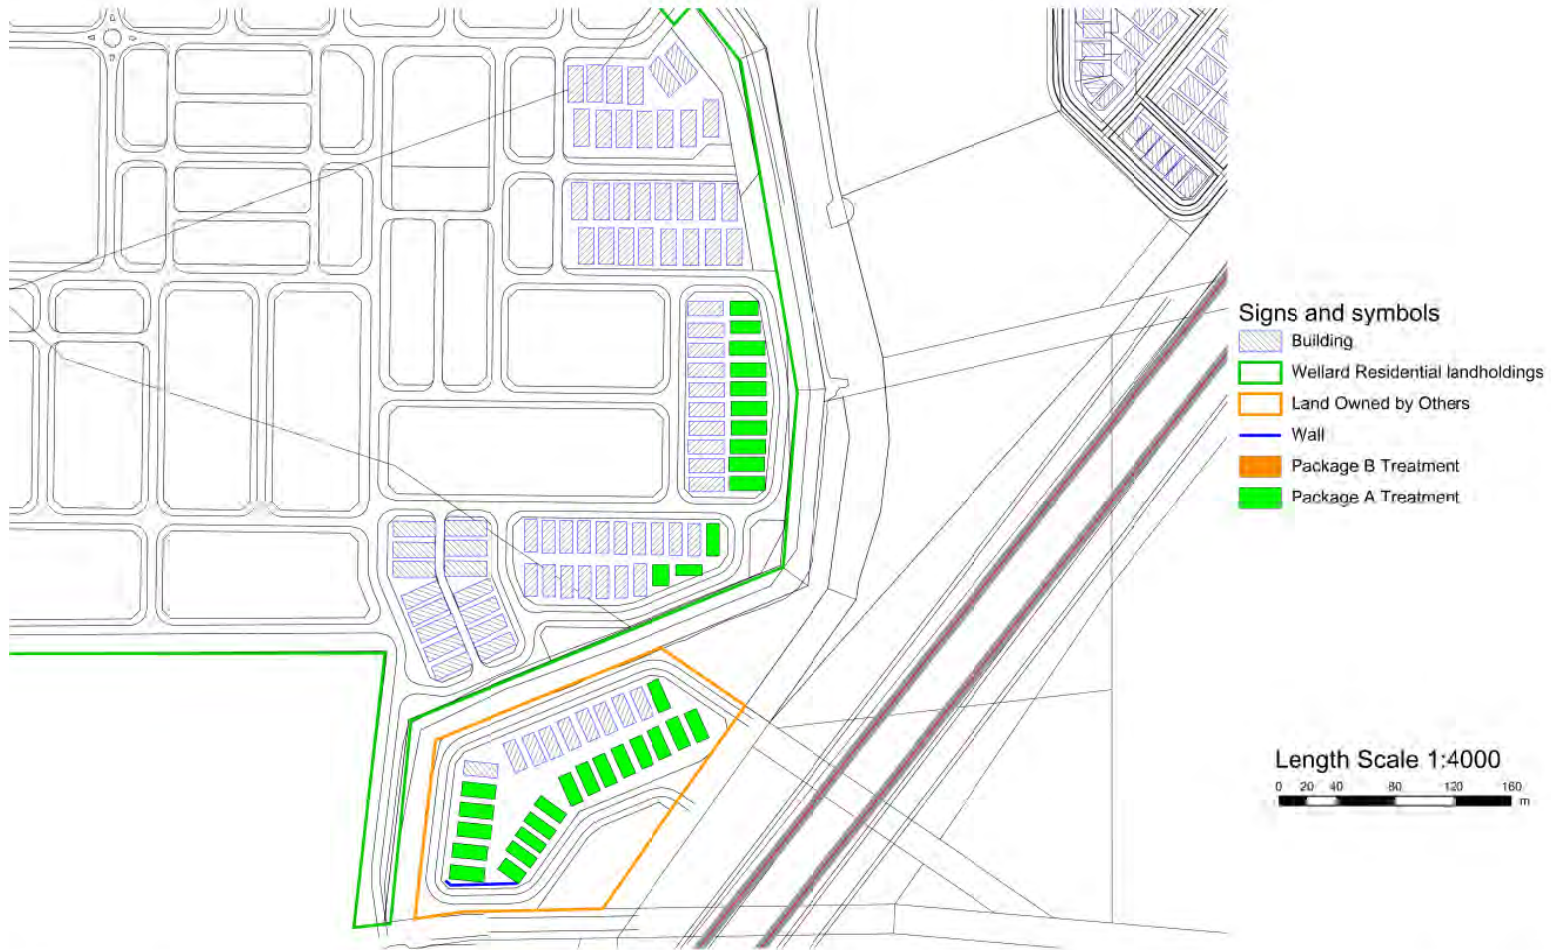 Signs and symbols
Building
Wellard Residential landholdings
Land Owned by Others
Wall
Package B Treatment
Package A Treatment
Length Scale 1:4000
0 20 40 80 120 160
m